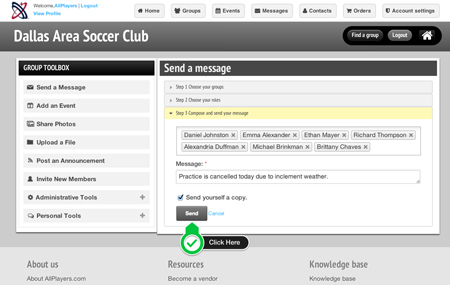 Welcome,AllPlayers | Logout
View Profile
Home
Groups
Events
Messages
Contacts
Orders
Account settings
Dallas Area Soccer Club
Find a group
Logout
GROUP TOOLBOX
Send a Message
Add an Event
Share Photos
Upload a File
Post an Announcement
Invite New Members
Administrative Tools +
Personal Tools +
Send a message
Step 1 Choose your groups
Step 2 Choose your roles
Step 3 Compose and send your message
Daniel Johnston × Emma Alexander × Ethan Mayer × Richard Thompson ×
Alexandria Duffman × Michael Brinkman × Brittany Chaves ×
Message: *
Practice is cancelled today due to inclement weather.
Send yourself a copy.
Send Cancel
Click Here
About us
About AllPlayers.com
Resources
Become a vendor
Knowledge base
Knowledge base